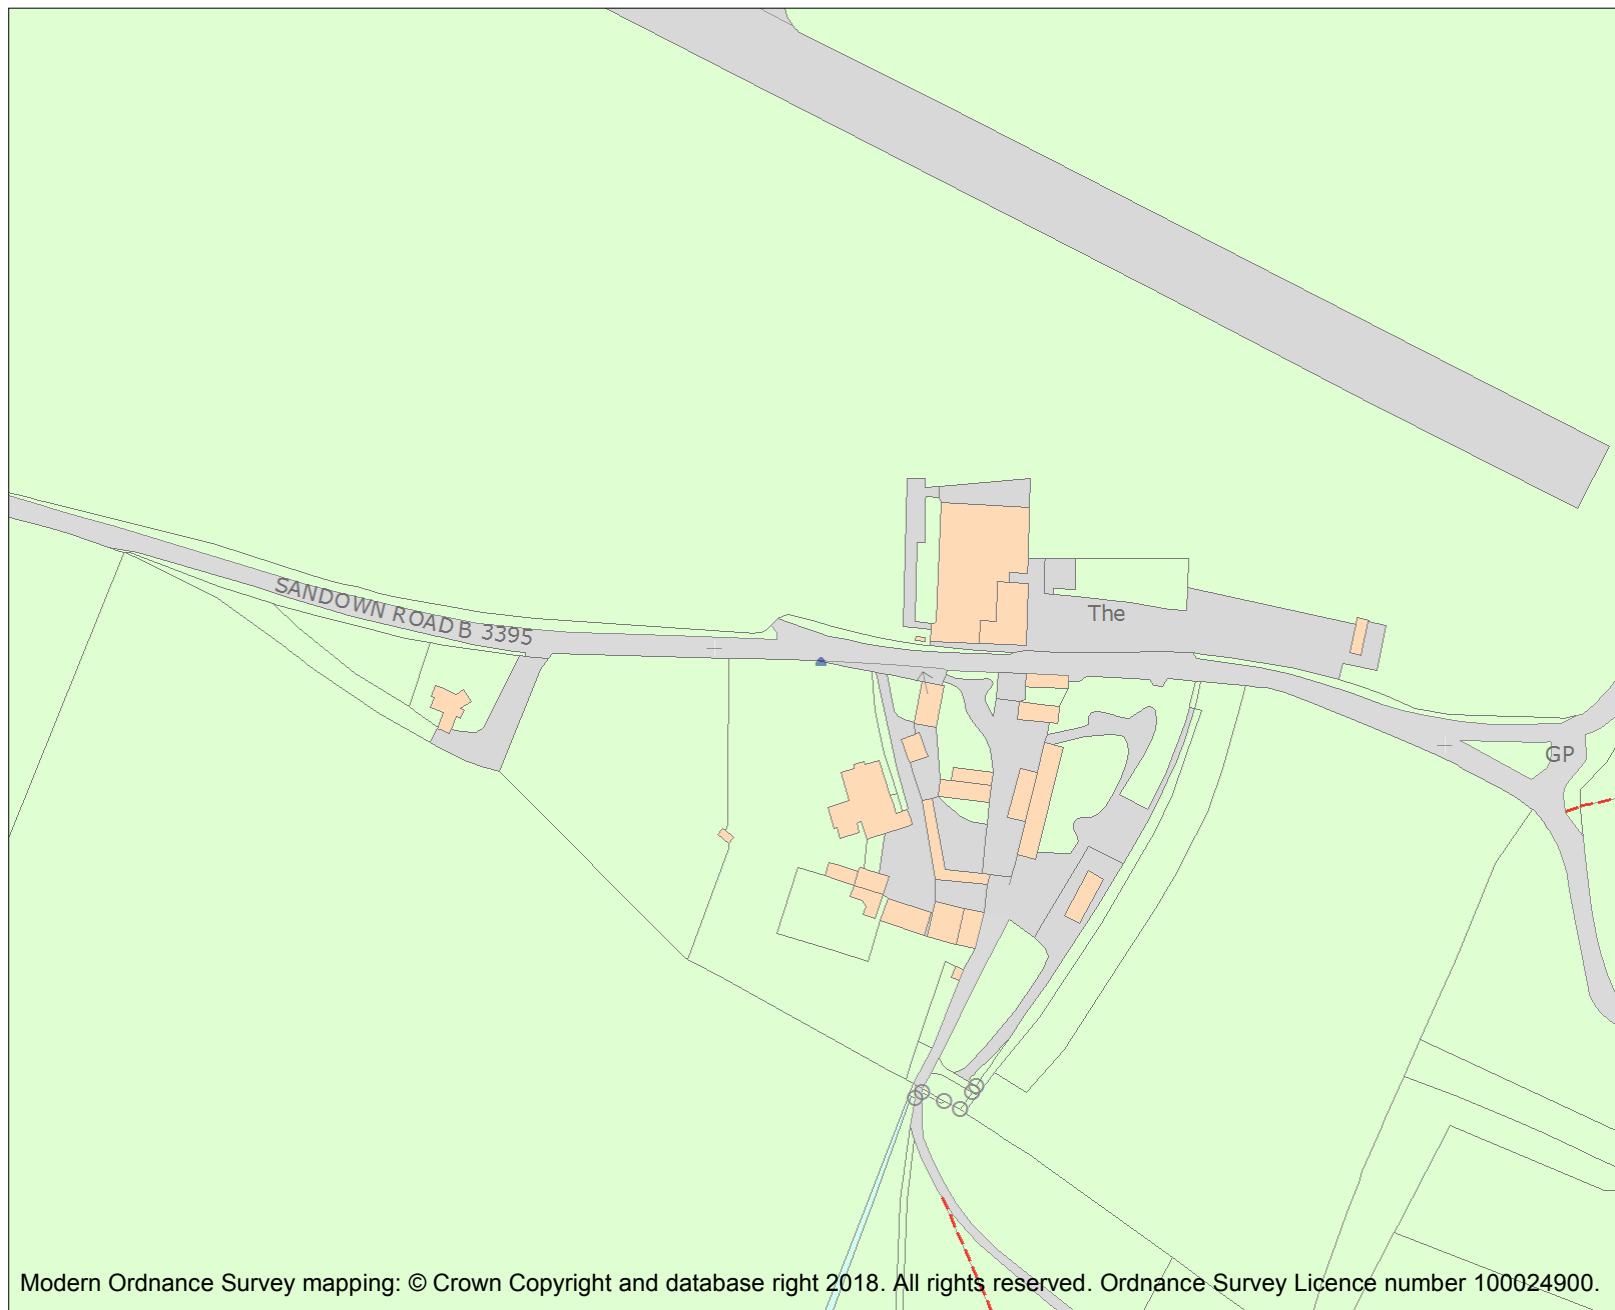 SANDOWN ROAD B 3395
The
GP
Modern Ordnance Survey mapping: © Crown Copyright and database right 2018. All rights reserved. Ordnance Survey Licence number 100024900.